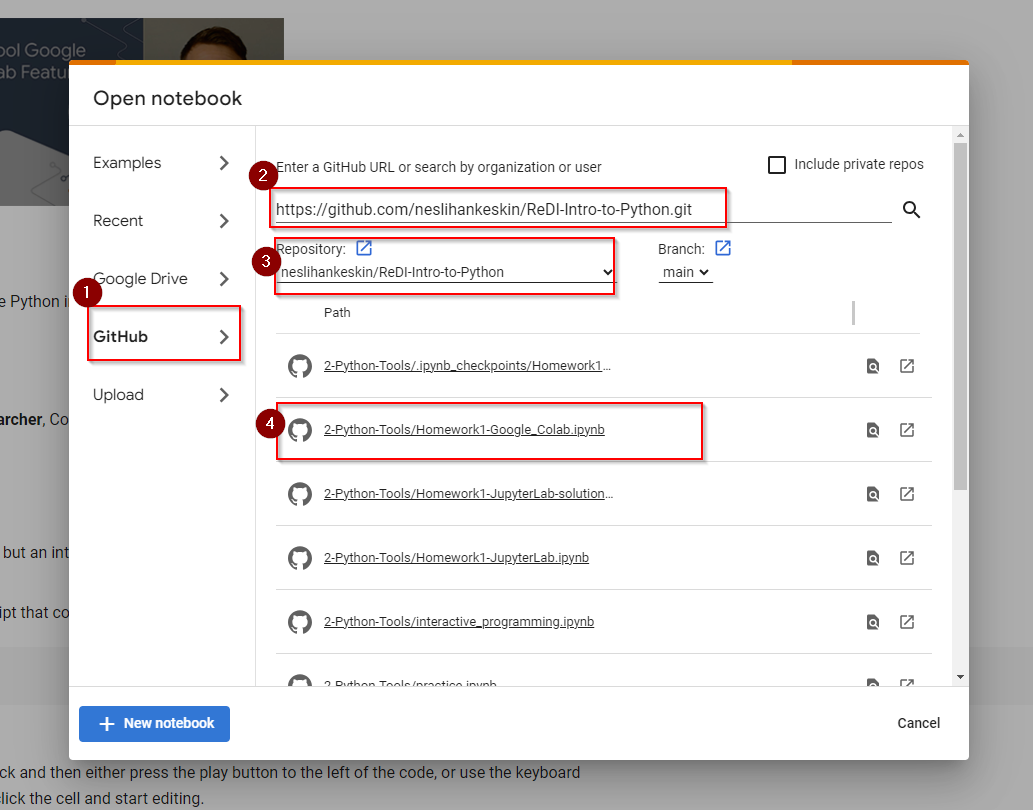 ool Google
ab Featu
Open notebook
Examples
Recent
Google Drive
1
GitHub
Upload
2
Enter a GitHub URL or search by organization or user
Include private repos
https://github.com/neslihankeskin/ReDI-Intro-to-Python.git
3
Repository:
Branch:
neslihankeskin/ReDI-Intro-to-Python
main
Path
2-Python-Tools/.ipynb_checkpoints/Homework1...
4
2-Python-Tools/Homework1-Google_Colab.ipynb
2-Python-Tools/Homework1-JupyterLab-solution...
2-Python-Tools/Homework1-JupyterLab.ipynb
2-Python-Tools/interactive_programming.ipynb
2-Python-Tools/practice.ipynb
e Python i
archer, Co
but an int
ipt that co
+ New notebook
Cancel
ck and then either press the play button to the left of the code, or use the keyboard
click the cell and start editing.